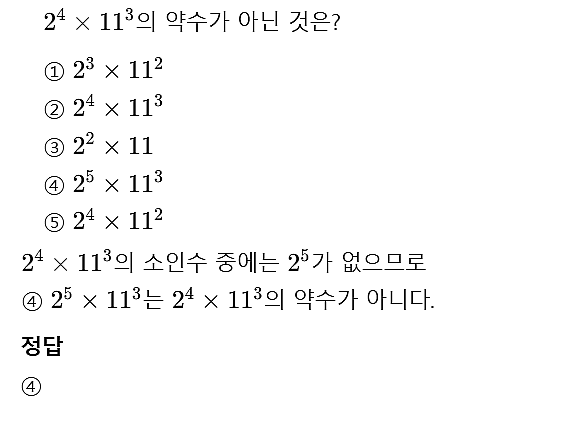 2⁴ × 11³의 약수가 아닌 것은?
① 2³ × 11²
② 2⁴ × 11³
③ 2² × 11
④ 2⁵ × 11³
⑤ 2⁴ × 11²
2⁴ × 11³의 소인수 중에는 2⁵가 없으므로
④ 2⁵ × 11³는 2⁴ × 11³의 약수가 아니다.
정답
④